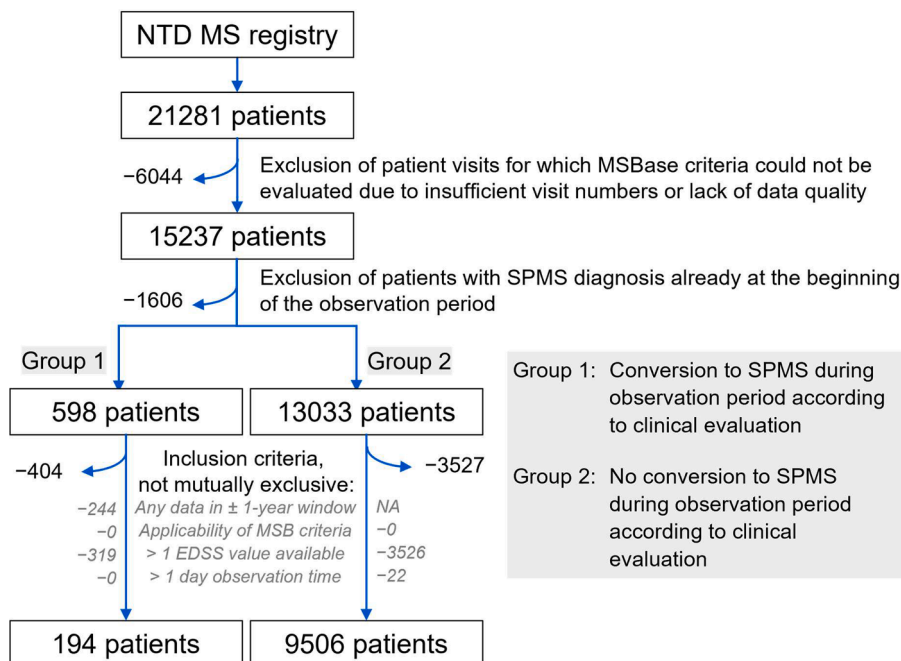 NTD MS registry
21281 patients
−6044
Exclusion of patient visits for which MSBase criteria could not be
evaluated due to insufficient visit numbers or lack of data quality
15237 patients
Exclusion of patients with SPMS diagnosis already at the beginning
of the observation period
−1606
Group 1
Group 2
598 patients
13033 patients
−404
Inclusion criteria,
not mutually exclusive:
−3527
−244 Any data in ± 1-year window NA
−0 Applicability of MSB criteria −0
−319 > 1 EDSS value available −3526
−0 > 1 day observation time −22
194 patients
9506 patients
Group 1: Conversion to SPMS during
observation period according
to clinical evaluation
Group 2: No conversion to SPMS
during observation period
according to clinical
evaluation